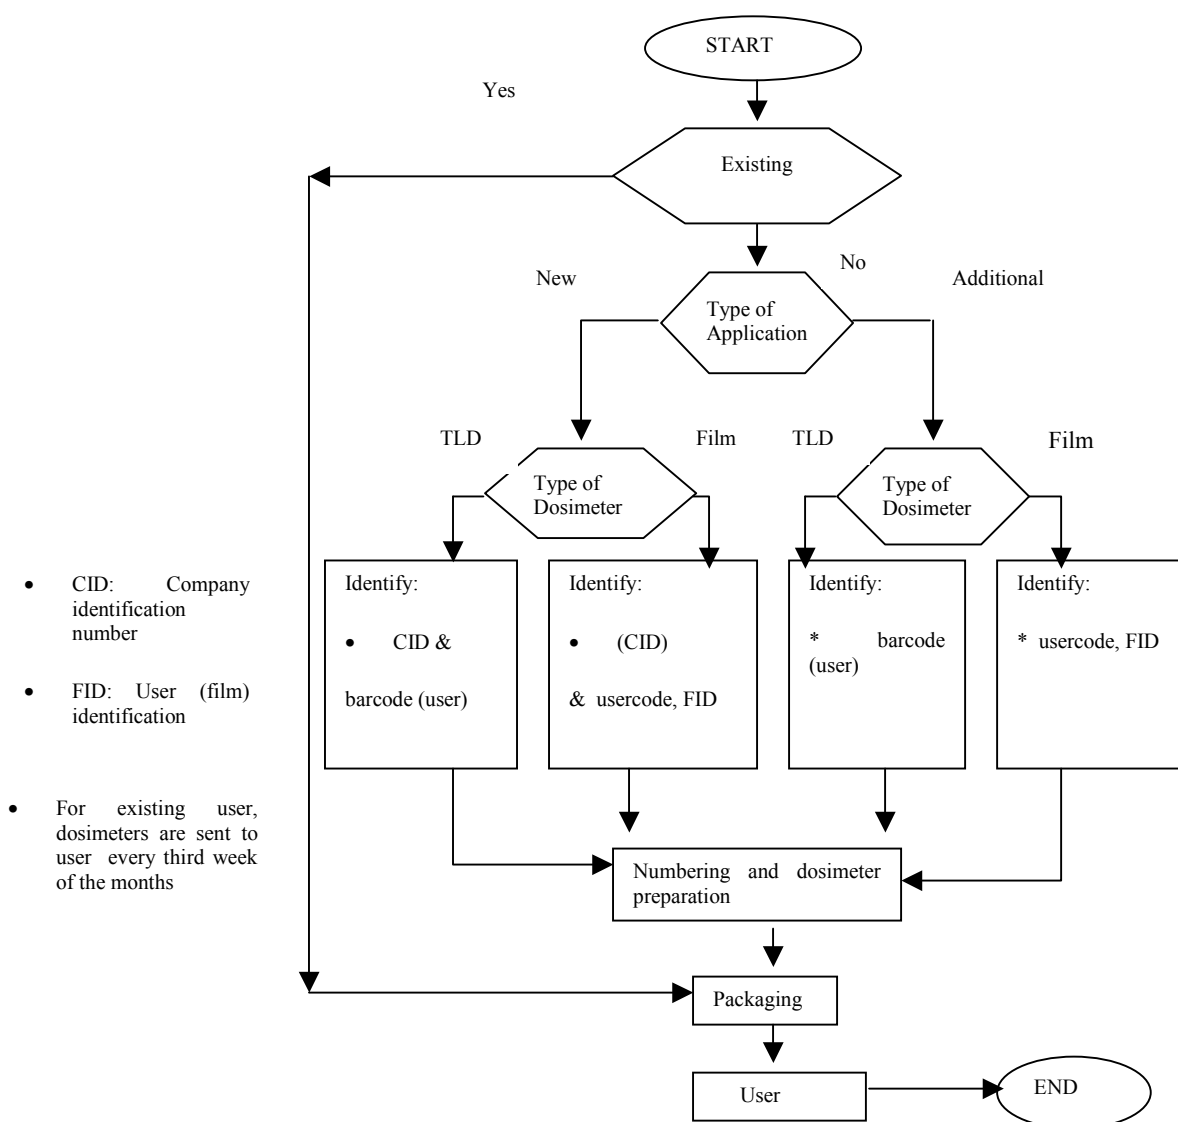 START
Yes
Existing
No
New
Additional
Type of
Application
TLD
Film
TLD
Film
Type of
Dosimeter
Type of
Dosimeter
Identify:
• CID &
barcode (user)
Identify:
• (CID)
& usercode, FID
Identify:
* barcode
(user)
Identify:
* usercode, FID
• CID: Company
identification
number
• FID: User (film)
identification
• For existing user,
dosimeters are sent to
user every third week
of the months
Numbering and dosimeter
preparation
Packaging
User
END